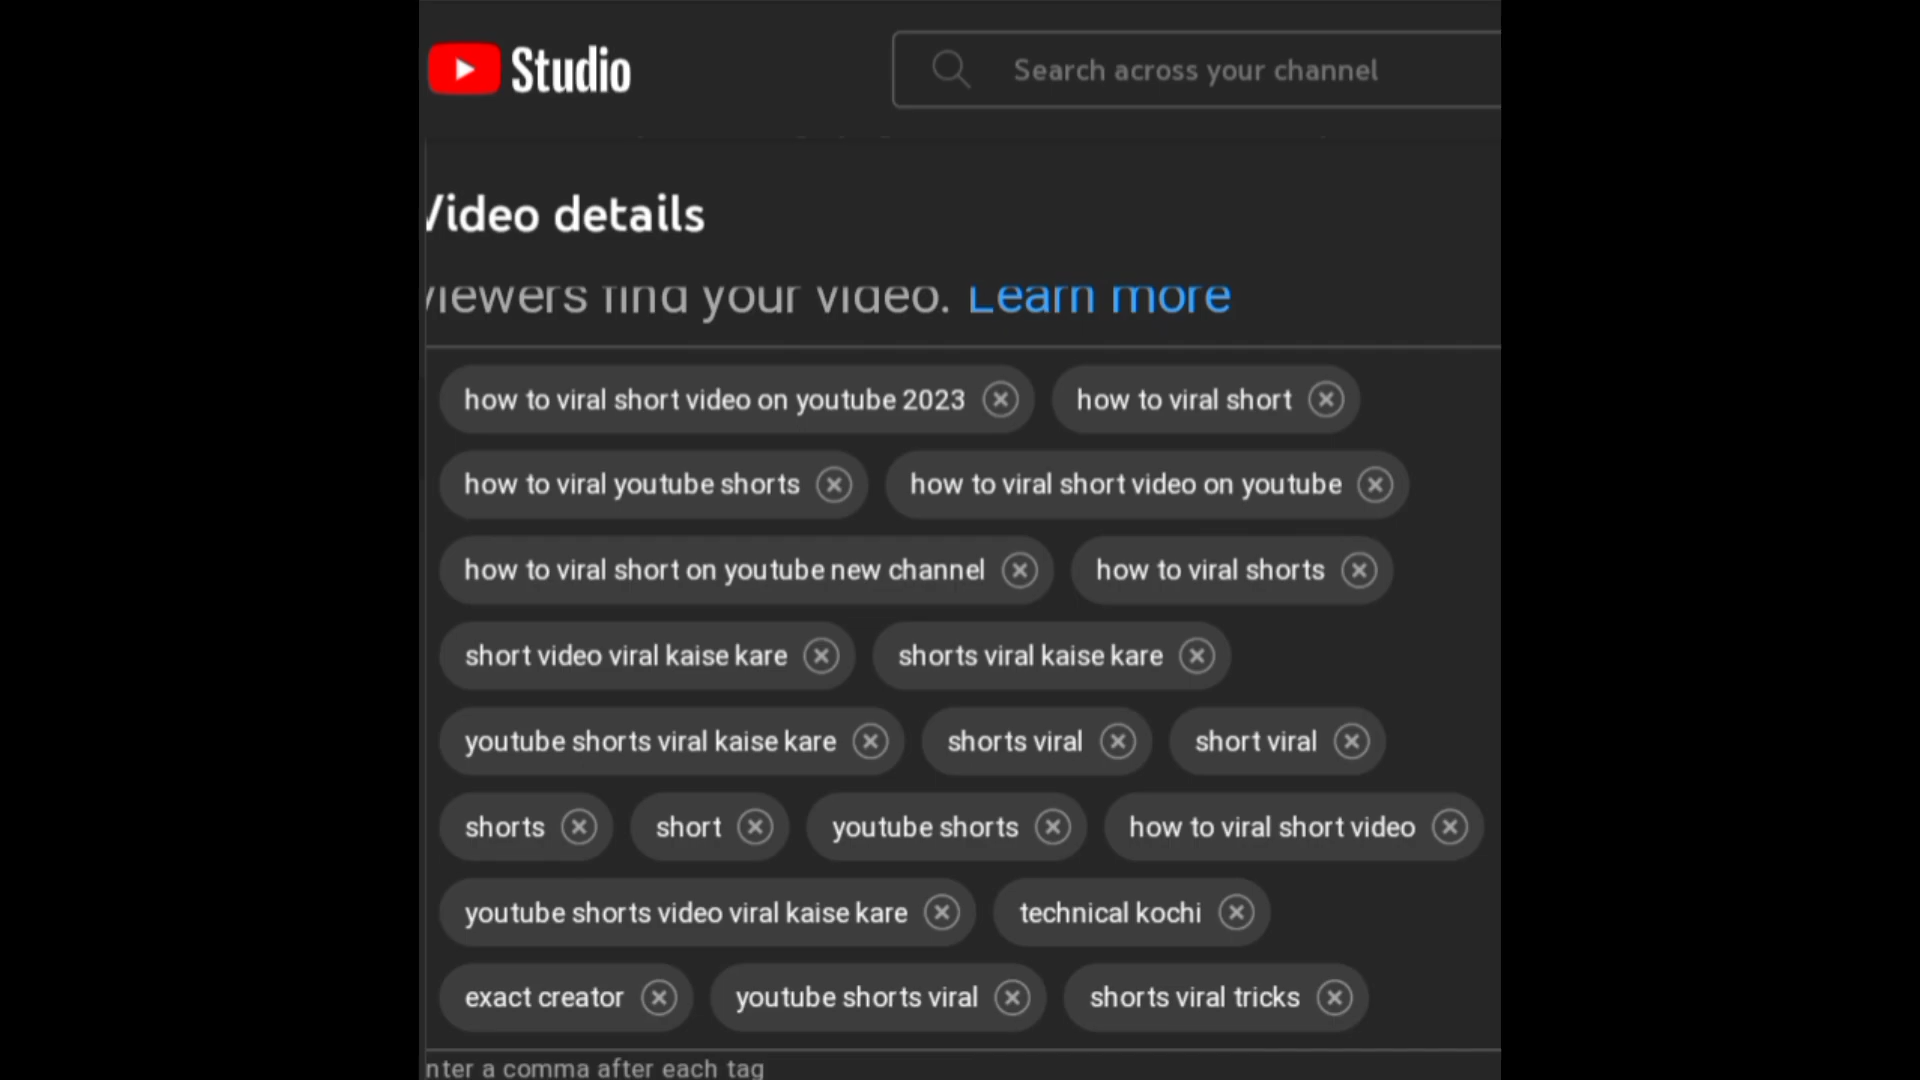 Studio
Search across your channel
Video details
viewers find your video. Learn more
how to viral short video on youtube 2023 how to viral short
how to viral youtube shorts how to viral short video on youtube
how to viral short on youtube new channel how to viral shorts
short video viral kaise kare shorts viral kaise kare
youtube shorts viral kaise kare shorts viral short viral
shorts short youtube shorts how to viral short video
youtube shorts video viral kaise kare technical kochi
exact creator youtube shorts viral shorts viral tricks
nter a comma after each tag